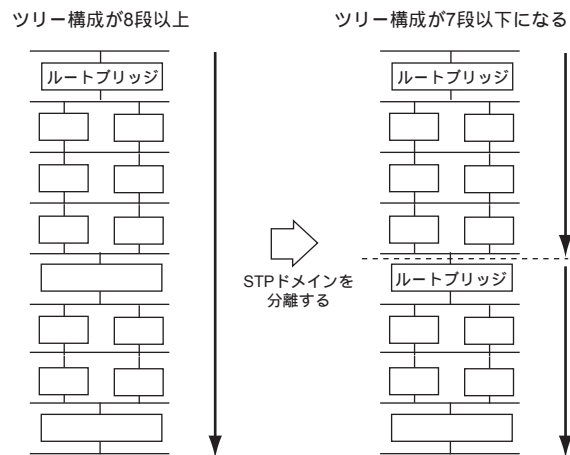 ツリー構成が8段以上
ツリー構成が7段以下になる
ルートブリッジ
ルートブリッジ
STPドメインを
分離する
ルートブリッジ